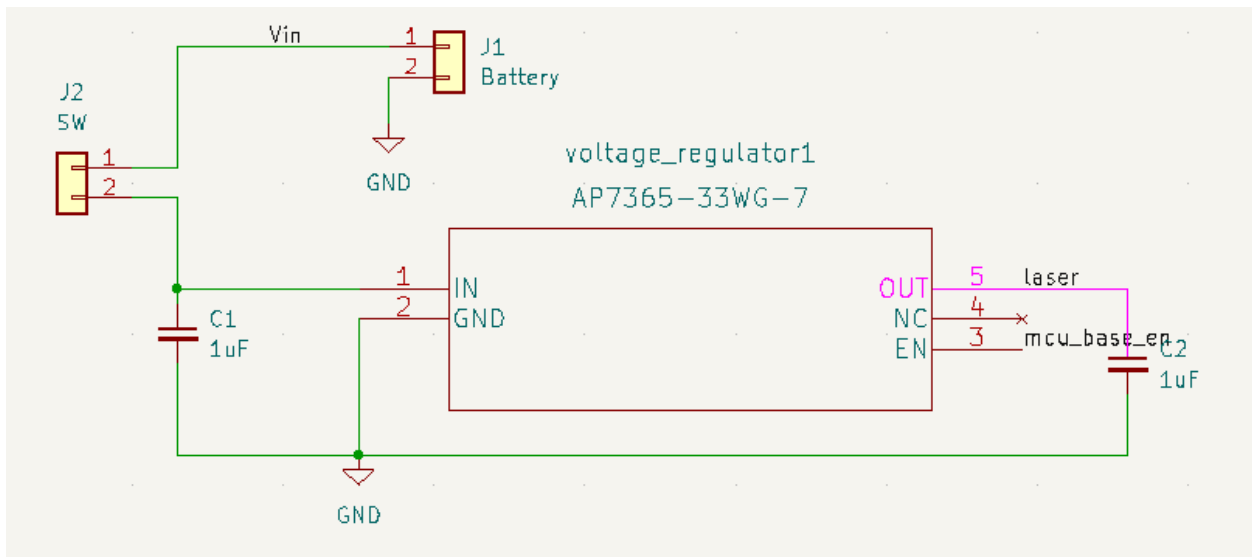 Vin
1
2
J1
Battery
GND
J2
SW
1
2
voltage_regulator1
AP7365-33WG-7
1
IN
2
GND
OUT
5
laser
NC
4
EN
3
mcu_base_en
C1
1uF
C2
1uF
GND